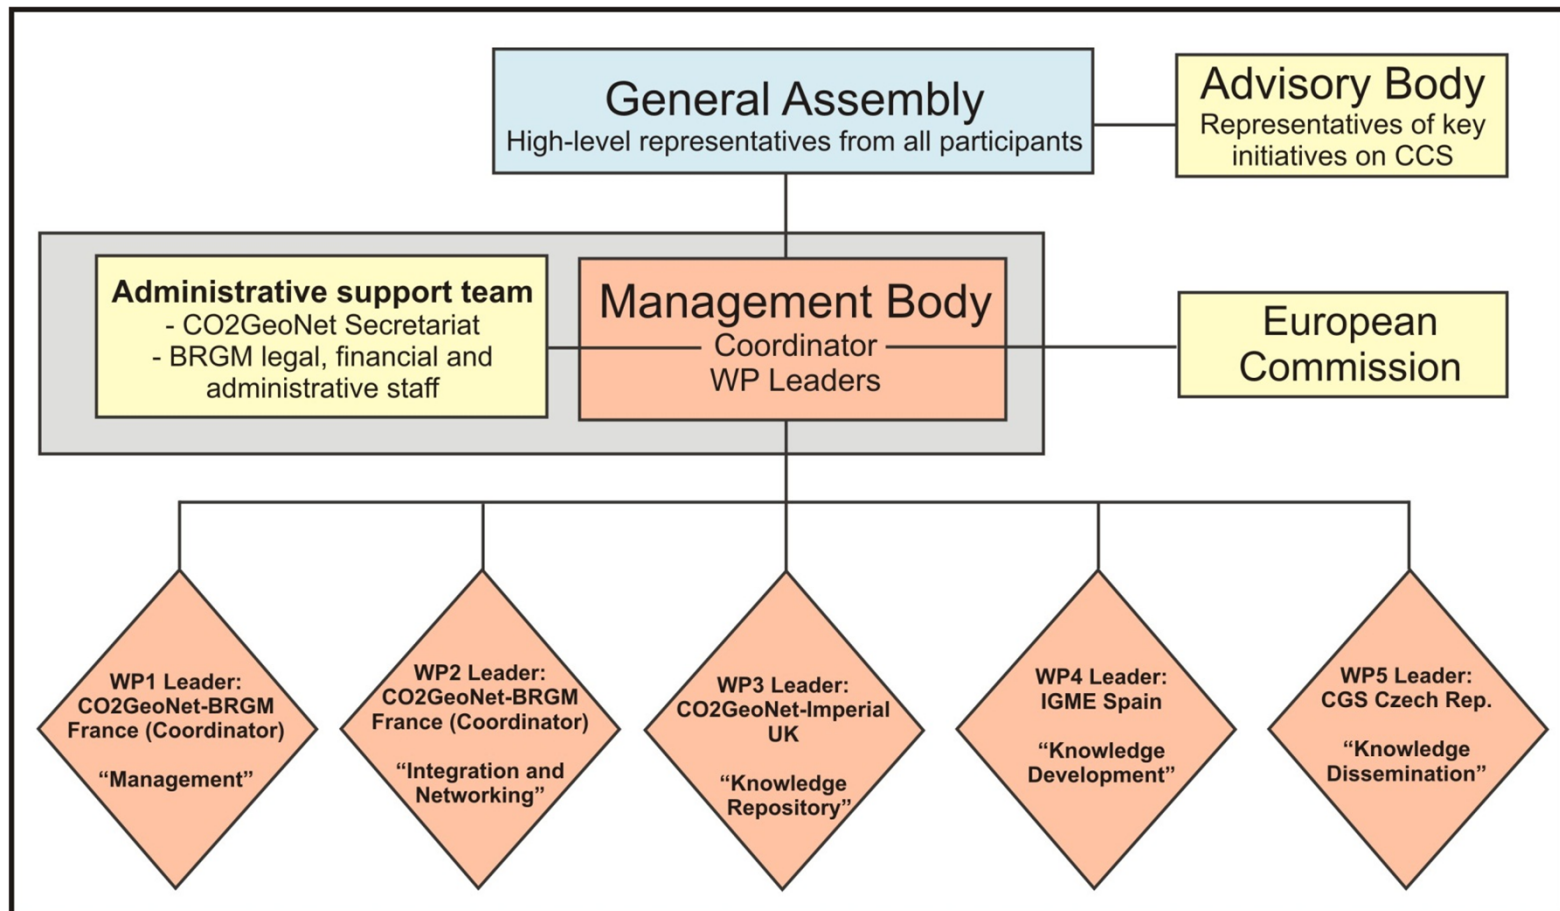 General Assembly
High-level representatives from all participants
Advisory Body
Representatives of key
initiatives on CCS
Administrative support team
- CO2GeoNet Secretariat
- BRGM legal, financial and
administrative staff
Management Body
Coordinator
WP Leaders
European
Commission
WP1 Leader:
CO2GeoNet-BRGM
France (Coordinator)
“Management”
WP2 Leader:
CO2GeoNet-BRGM
France (Coordinator)
“Integration and
Networking”
WP3 Leader:
CO2GeoNet-Imperial
UK
“Knowledge
Repository”
WP4 Leader:
IGME Spain
“Knowledge
Development”
WP5 Leader:
CGS Czech Rep.
“Knowledge
Dissemination”